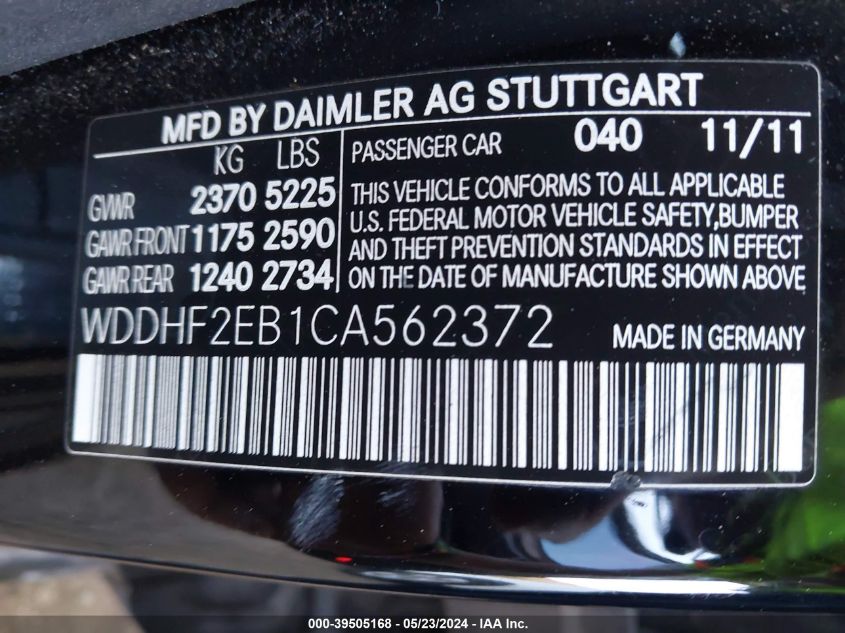 MFD BY DAIMLER AG STUTTGART
KG LBS
GVWR 2370 5225
GAWR FRONT 1175 2590
GAWR REAR 1240 2734
PASSENGER CAR 040 11/11
THIS VEHICLE CONFORMS TO ALL APPLICABLE
U.S. FEDERAL MOTOR VEHICLE SAFETY,BUMPER
AND THEFT PREVENTION STANDARDS IN EFFECT
ON THE DATE OF MANUFACTURE SHOWN ABOVE
WDDHF2EB1CA562372 MADE IN GERMANY
000-39505168 - 05/23/2024 - IAA Inc.